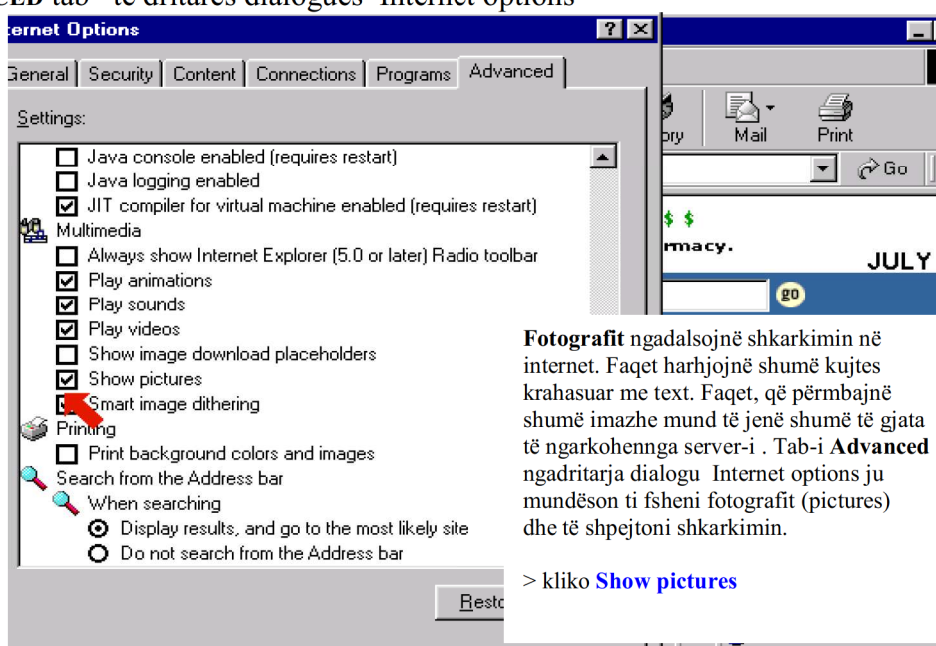 tab të dritares dialogues Internet options
ernet Options
General Security Content Connections Programs Advanced
Settings:
Java console enabled (requires restart)
Java logging enabled
JIT compiler for virtual machine enabled (requires restart)
Multimedia
Always show Internet Explorer (5.0 or later) Radio toolbar
Play animations
Play sounds
Play videos
Show image download placeholders
Show pictures
Smart image dithering
Printing
Print background colors and images
Search from the Address bar
When searching
Display results, and go to the most likely site
Do not search from the Address bar
Mail Print
Go
$ $
JULY
go
Fotografit ngadalsojnë shkarkimin në
internet. Faqet harhjojnë shumë kujtes
krahasuar me text. Faqet, që përmbajnë
shumë imazhe mund të jenë shumë të gjata
të ngarkohennga server-i . Tab-i Advanced
ngadritarja dialogu Internet options ju
mundëson ti fsheni fotografit (pictures)
dhe të shpejtoni shkarkimin.
> kliko Show pictures